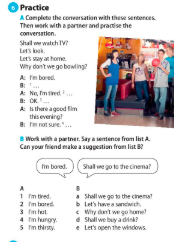 6 Practice
A Complete the conversation with these sentences.
Then work with a partner and practise the
conversation.
Shall we watch TV?
Let's look.
Let's stay at home.
Why don't we go bowling?
A: I'm bored.
B: 1 ...
A: No, I'm tired. 2 ...
B: OK. 3 ...
A: Is there a good film
this evening?
B: I'm not sure. 4 ...
B Work with a partner. Say a sentence from list A.
Can your friend make a suggestion from list B?
I'm bored.
Shall we go to the cinema?
A B
1 I'm tired. a Shall we go to the cinema?
2 I'm bored. b Let's have a sandwich.
3 I'm hot. c Why don't we go home?
4 I'm hungry. d Shall we buy a drink?
5 I'm thirsty. e Let's open the windows.